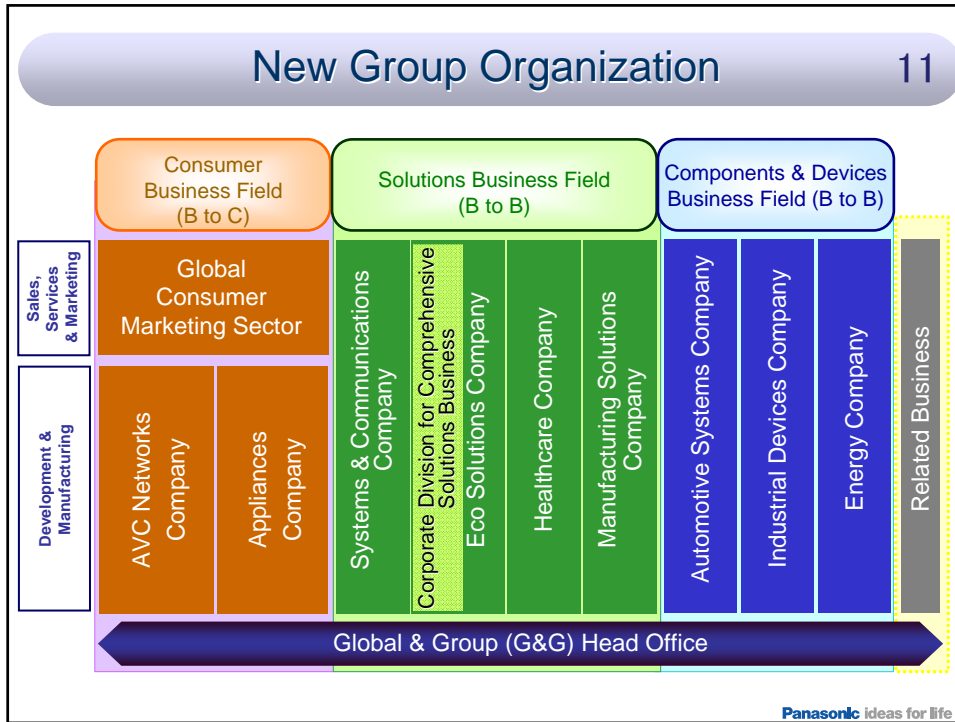 New Group Organization
11
Consumer
Business Field
(B to C)
Solutions Business Field
(B to B)
Components & Devices
Business Field (B to B)
Sales,
Services
& Marketing
Global
Consumer
Marketing Sector
Development &
Manufacturing
AVC Networks
Company
Appliances
Company
Systems & Communications
Company
Corporate Division for Comprehensive
Solutions Business
Eco Solutions Company
Healthcare Company
Manufacturing Solutions
Company
Automotive Systems Company
Industrial Devices Company
Energy Company
Related Business
Global & Group (G&G) Head Office
Panasonic ideas for life